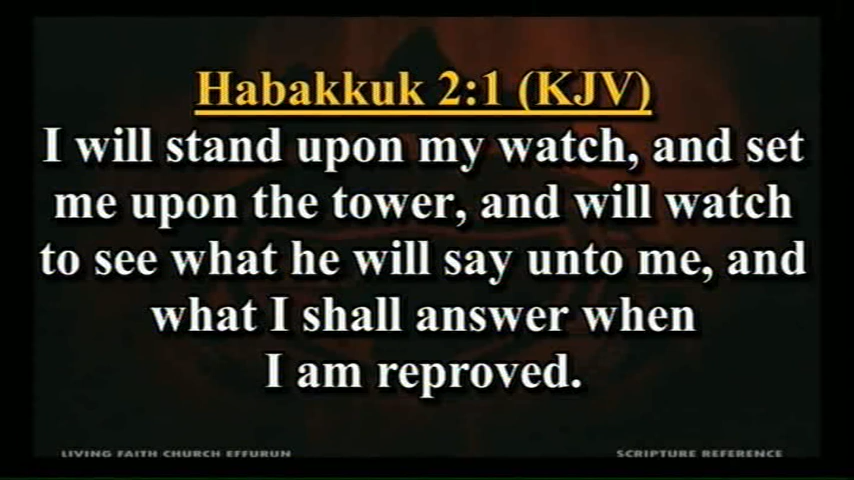 Habakkuk 2:1 (KJV)
I will stand upon my watch, and set
me upon the tower, and will watch
to see what he will say unto me, and
what I shall answer when
I am reproved.
LIVING FAITH CHURCH EFFURUN
SCRIPTURE REFERENCE